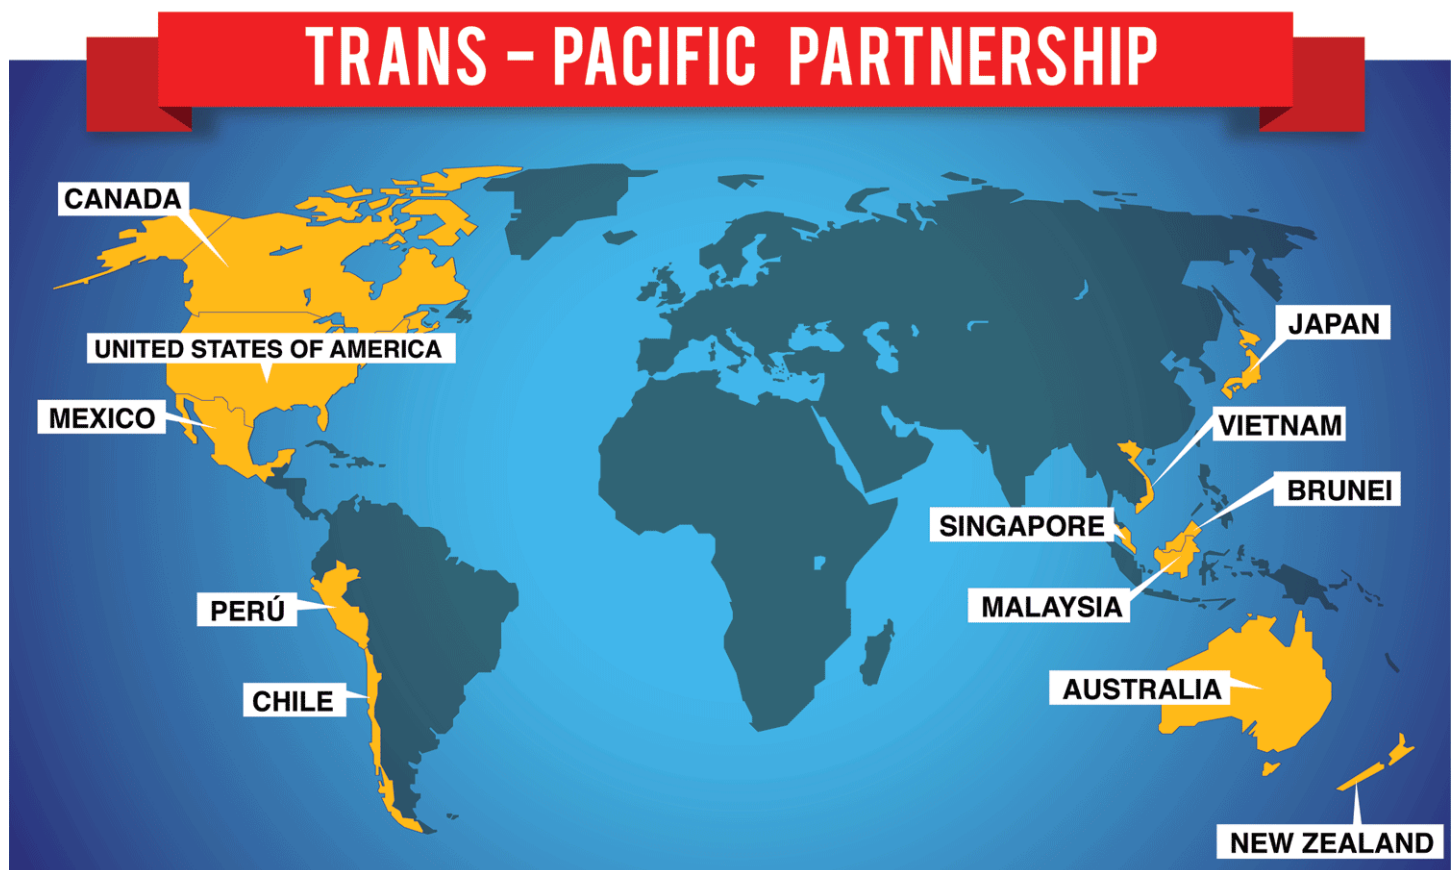 TRANS - PACIFIC PARTNERSHIP
CANADA
UNITED STATES OF AMERICA
MEXICO
PERÚ
CHILE
JAPAN
VIETNAM
BRUNEI
SINGAPORE
MALAYSIA
AUSTRALIA
NEW ZEALAND